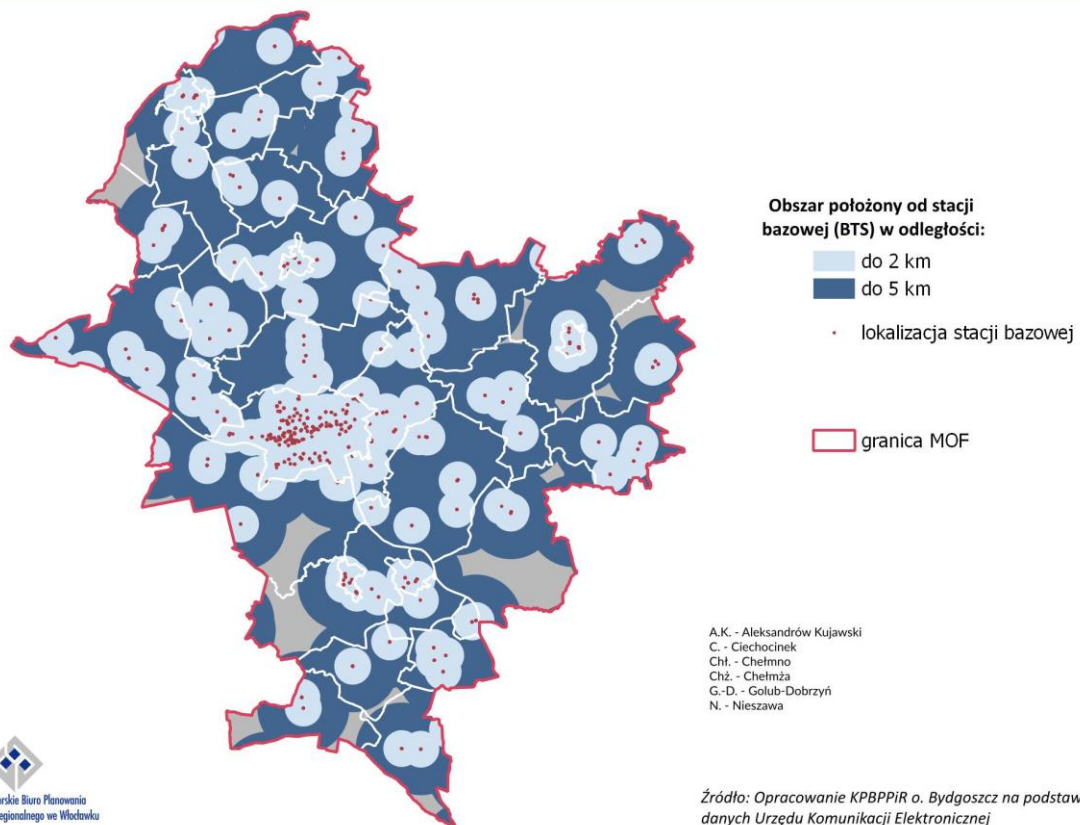 Obszar położony od stacji
bazowej (BTS) w odległości:
do 2 km
do 5 km
lokalizacja stacji bazowej
granica MOF
A.K. - Aleksandrów Kujawski
C. - Ciechocinek
Chł. - Chełmno
Chż. - Chełmża
G.-D. - Golub-Dobrzyń
N. - Nieszawa
rskie Biuro Planowania
egionalnego we Włocławku
Źródło: Opracowanie KPBPPiR o. Bydgoszcz na podstaw
danych Urzędu Komunikacji Elektronicznej